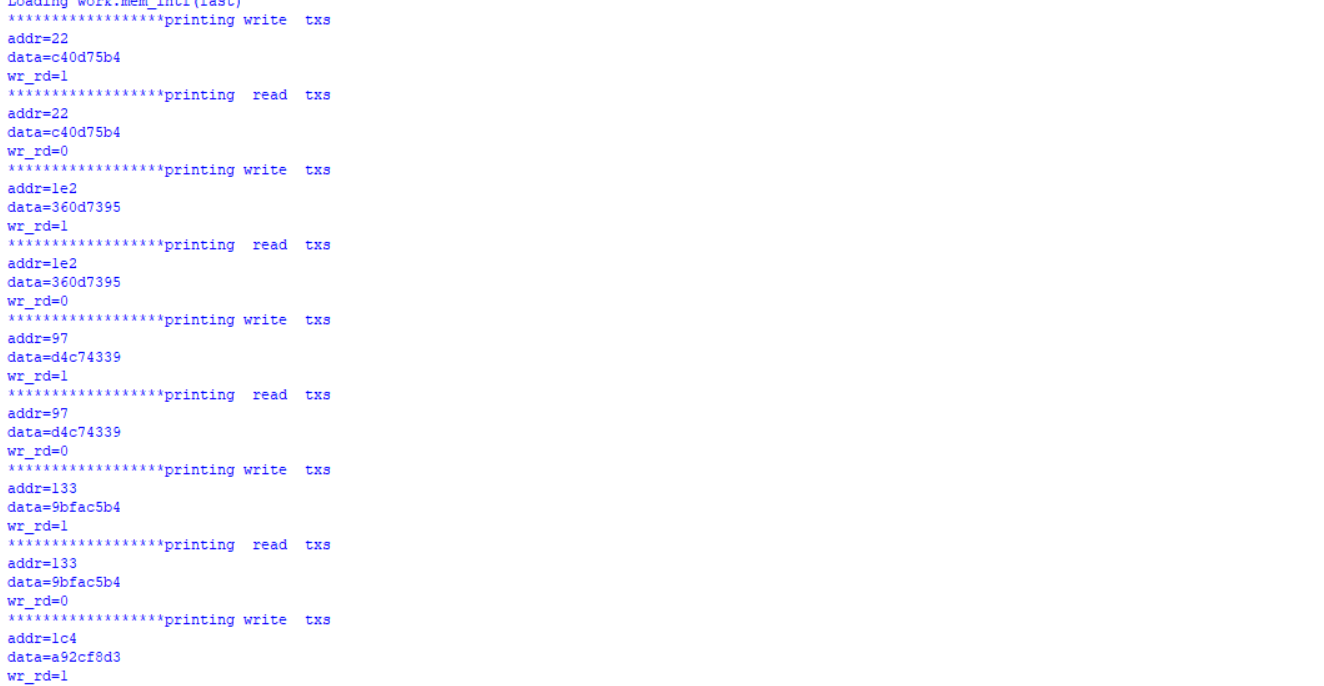 Loading work.mem_intf(fast)
******************printing write  txs
addr=22
data=c40d75b4
wr_rd=1
******************printing  read  txs
addr=22
data=c40d75b4
wr_rd=0
******************printing write  txs
addr=1e2
data=360d7395
wr_rd=1
******************printing  read  txs
addr=1e2
data=360d7395
wr_rd=0
******************printing write  txs
addr=97
data=d4c74339
wr_rd=1
******************printing  read  txs
addr=97
data=d4c74339
wr_rd=0
******************printing write  txs
addr=133
data=9bfac5b4
wr_rd=1
******************printing  read  txs
addr=133
data=9bfac5b4
wr_rd=0
******************printing write  txs
addr=1c4
data=a92cf8d3
wr_rd=1